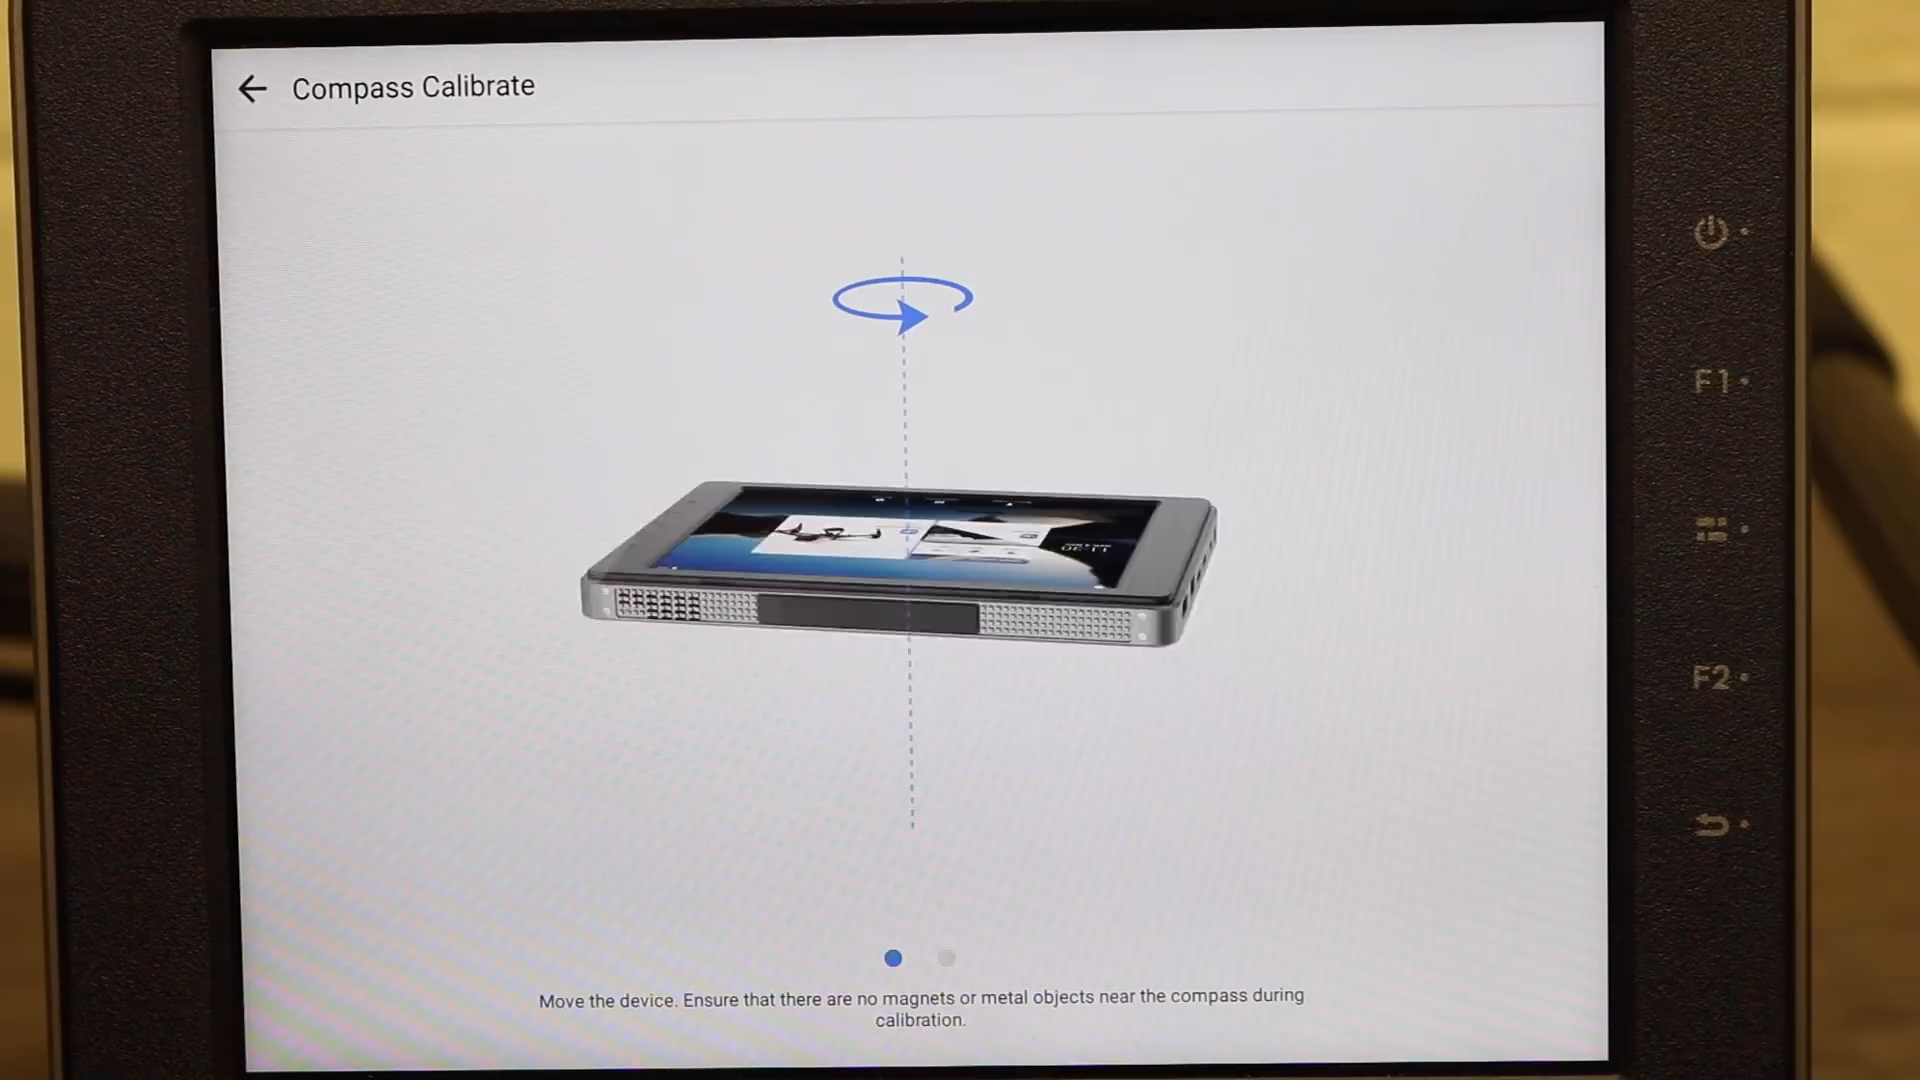 Compass Calibrate
F1
F2
Move the device. Ensure that there are no magnets or metal objects near the compass during
calibration.